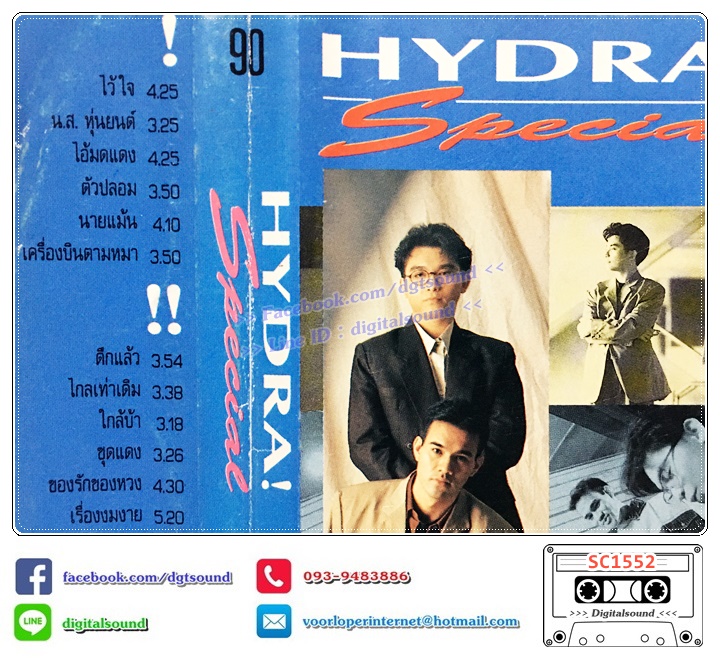 !
ไว้ใจ 4.25
น.ส. หุ่นยนต์ 3.25
ไอ้มดแดง 4.25
ตัวปลอม 3.50
นายแม้น 4.10
เครื่องบินตามหมา 3.50
!!
ดึกแล้ว 3.54
ไกลเท่าเดิม 3.38
ใกล้บ้า 3.18
ชุดแดง 3.26
ของรักของหวง 4.30
เรื่องงมงาย 5.20
90
HYDRA!
Special
HYDRA
Specia
>> Facebook.com/dgtsound <<
>> Line ID : digitalsound <<
facebook.com/dgtsound
093-9483886
LINE
digitalsound
voorloperinternet@hotmail.com
SC1552
>>> Digitalsound <<<